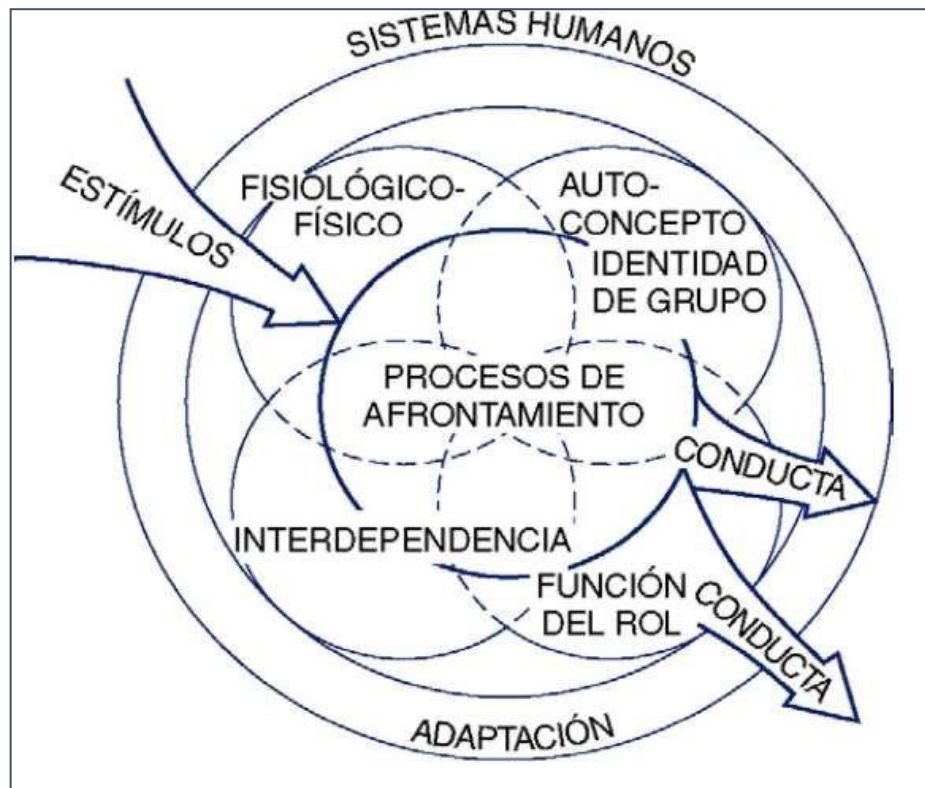 SISTEMAS HUMANOS
ESTÍMULOS
FISIOLÓGICO-
FÍSICO
AUTO-
CONCEPTO
IDENTIDAD
DE GRUPO
PROCESOS DE
AFRONTAMIENTO
CONDUCTA
INTERDEPENDENCIA
FUNCIÓN
DEL ROL
CONDUCTA
ADAPTACIÓN